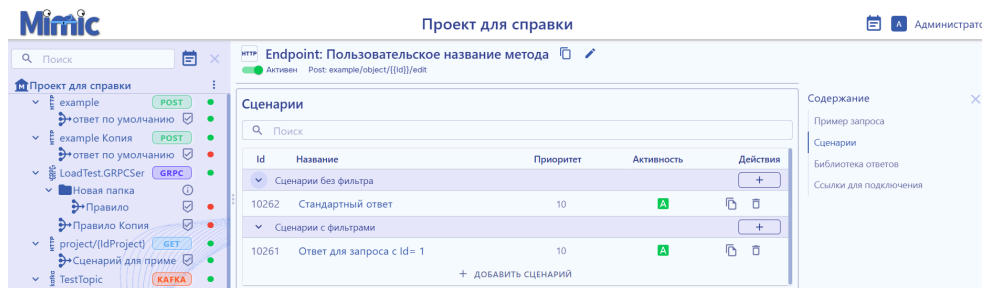 Mimic
Проект для справки
A Администрато
Поиск
Проект для справки
example POST
ответ по умолчанию
example Копия POST
ответ по умолчанию
LoadTest.GRPCSer GRPC
Новая папка
Правило
Правило Копия
project/(IdProject) GET
Сценарий для приме
TestTopic KAFKA
HTTP Endpoint: Пользовательское название метода
Активен Post: example/object/{{Id}}/edit
Сценарии
Поиск
Id Название Приоритет Активность Действия
Сценарии без фильтра +
10262 Стандартный ответ 10 A
Сценарии с фильтрами +
10261 Ответ для запроса с Id= 1 10 A
+ ДОБАВИТЬ СЦЕНАРИЙ
Содержание
Пример запроса
Сценарии
Библиотека ответов
Ссылки для подключения